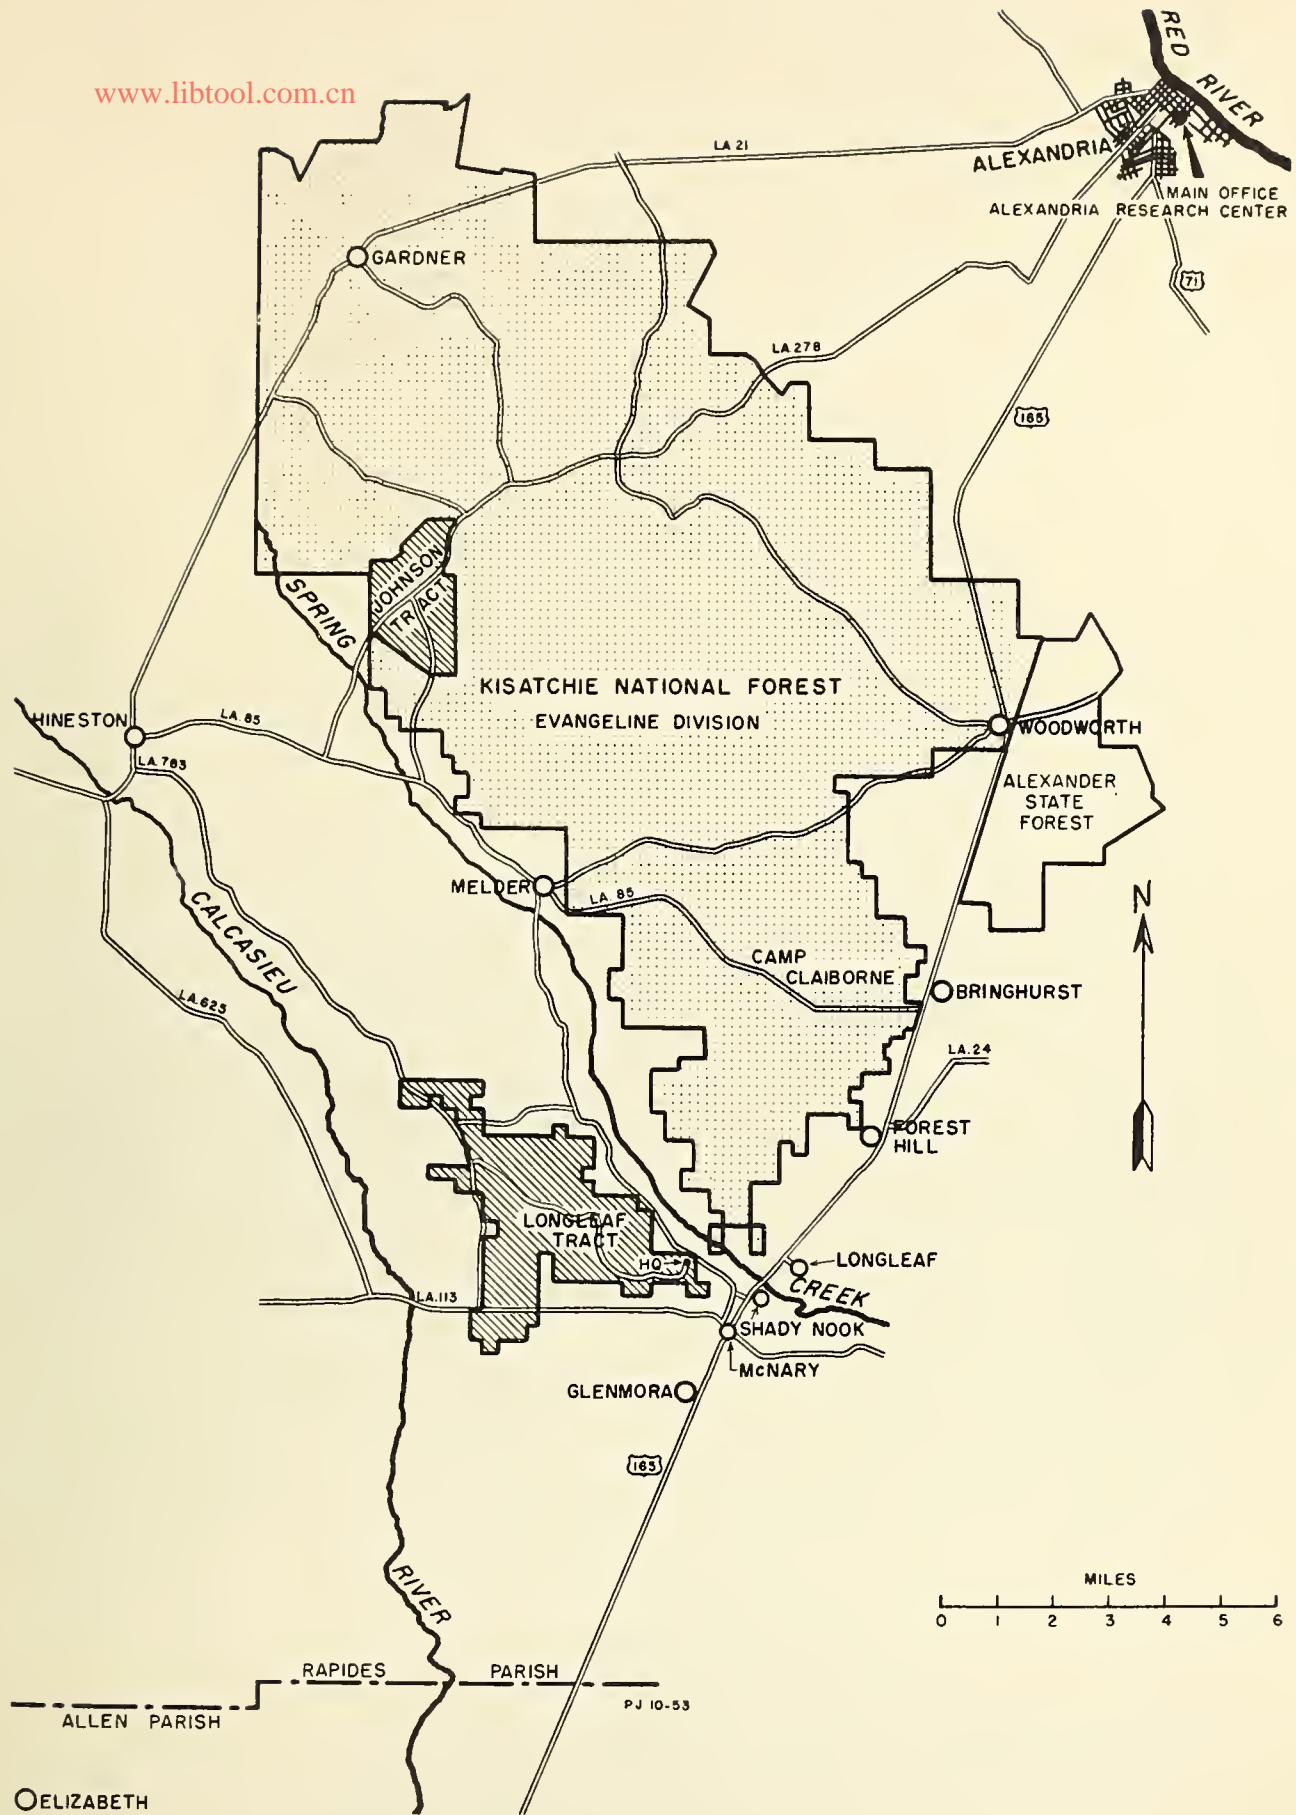 www.libtool.com.cn
RED RIVER
LA 21
ALEXANDRIA
MAIN OFFICE
ALEXANDRIA RESEARCH CENTER
GARDNER
71
LA.278
165
JOHNSON
TRACT
SPRING
KISATCHIE NATIONAL FOREST
EVANGELINE DIVISION
HINESTON
LA. 85
WOODWORTH
LA.783
ALEXANDER
STATE
FOREST
MELDER
LA. 85
N
CALCASIEU
CAMP
CLAIBORNE
BRINGHURST
LA.625
LA.24
FOREST
HILL
LONGLEAF
TRACT
HQ
LONGLEAF
CREEK
LA.113
SHADY NOOK
McNARY
GLENMORA
165
MILES
0 1 2 3 4 5 6
RIVER
RAPIDES PARISH
PJ 10-53
ALLEN PARISH
ELIZABETH